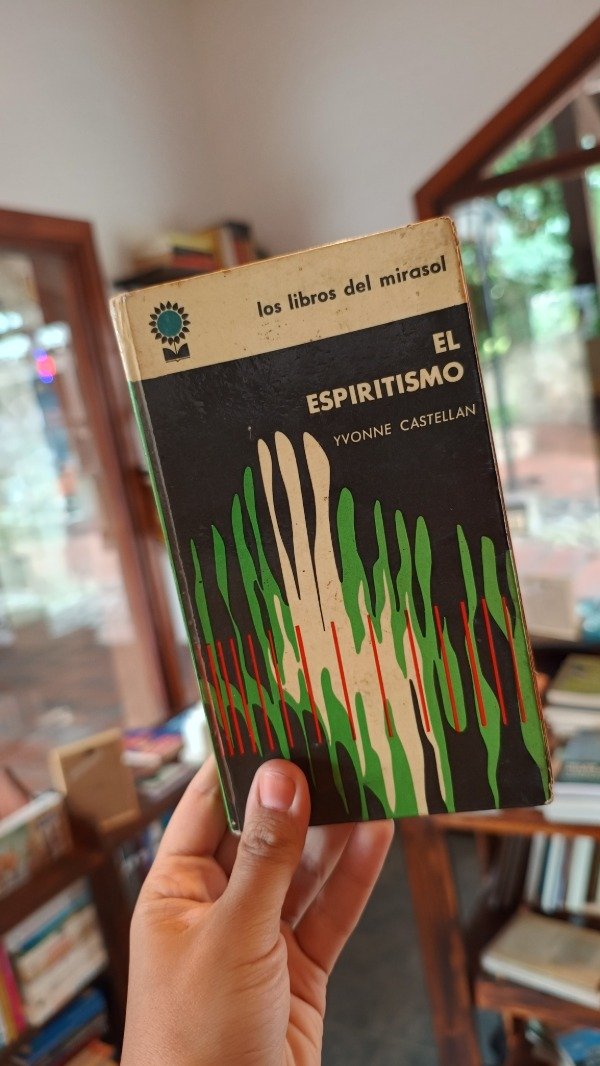 los libros del mirasol
EL
ESPIRITISMO
YVONNE CASTELLAN